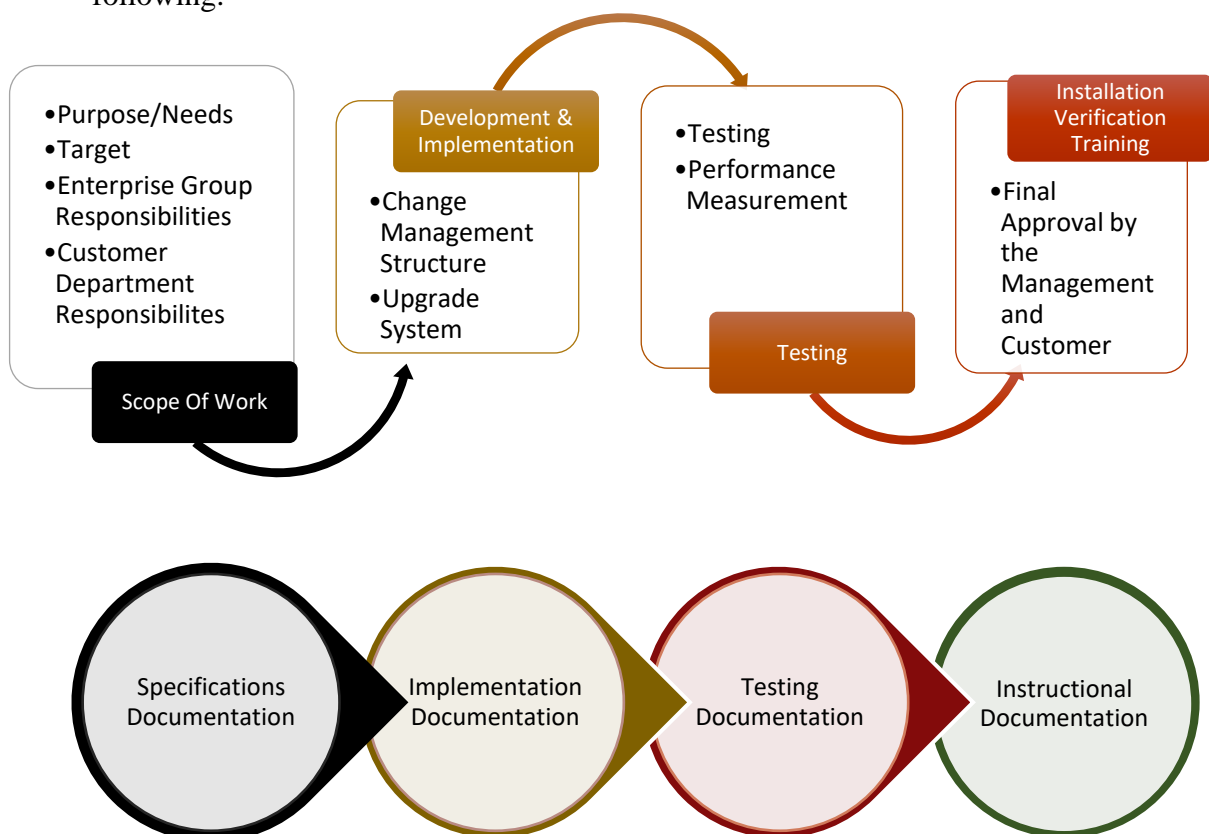 following:
•Purpose/Needs
•Target
•Enterprise Group
Responsibilities
•Customer
Department
Responsibilites
Scope Of Work
Development &
Implementation
•Change
Management
Structure
•Upgrade
System
•Testing
•Performance
Measurement
Testing
Installation
Verification
Training
•Final
Approval by
the
Management
and
Customer
Specifications
Documentation
Implementation
Documentation
Testing
Documentation
Instructional
Documentation